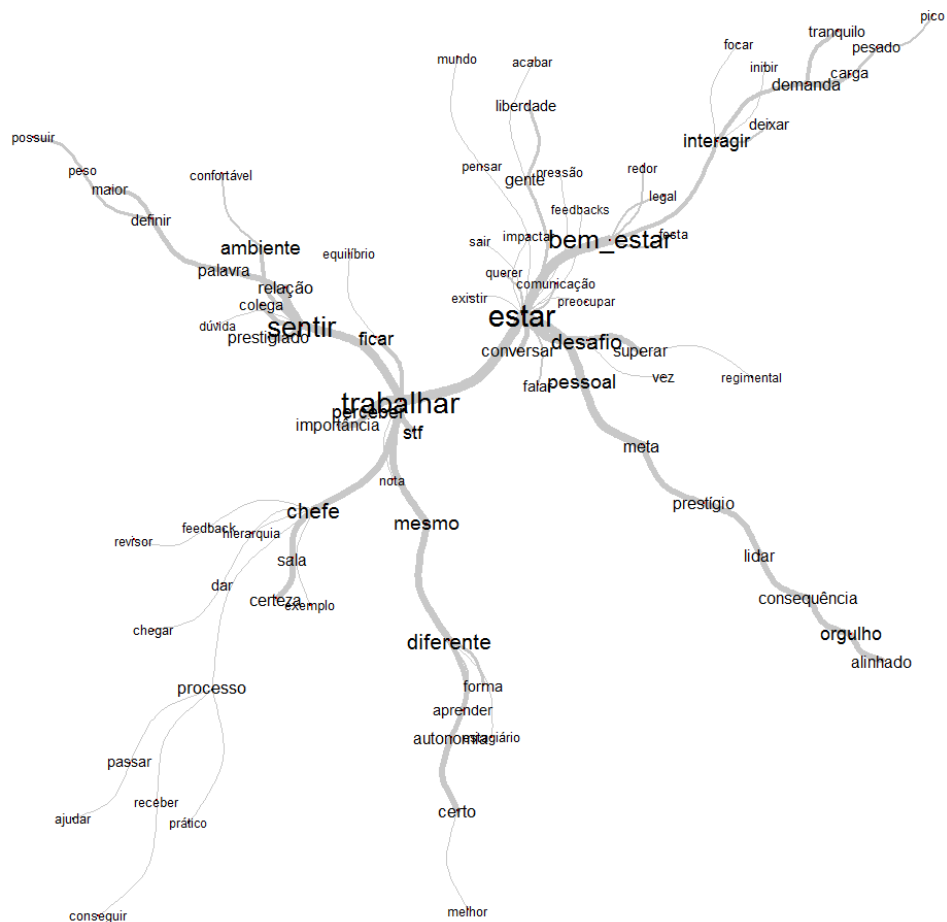 pico
tranquilo
focar
pesado
mundo
acabar
inibir
carga
demanda
liberdade
deixar
possuir
interagir
pensar
redor
peso
confortável
pressão
maior
gente
legal
feedbacks
definir
festa
impactar
bem_estar
sair
ambiente
equilíbrio
palavra
querer
comunicação
relação
existir
preocupar
colega
estar
dúvida
sentir
prestigiado
ficar
desafio
conversar
superar
vez
regimental
pessoal
falar
trabalhar
perceber
importância
stf
meta
nota
prestígio
chefe
mesmo
feedback
hierarquia
revisor
lidar
sala
dar
certeza
exemplo
consequência
chegar
orgulho
diferente
alinhado
processo
forma
aprender
autonomia
estagiário
passar
receber
certo
ajudar
prático
melhor
conseguir